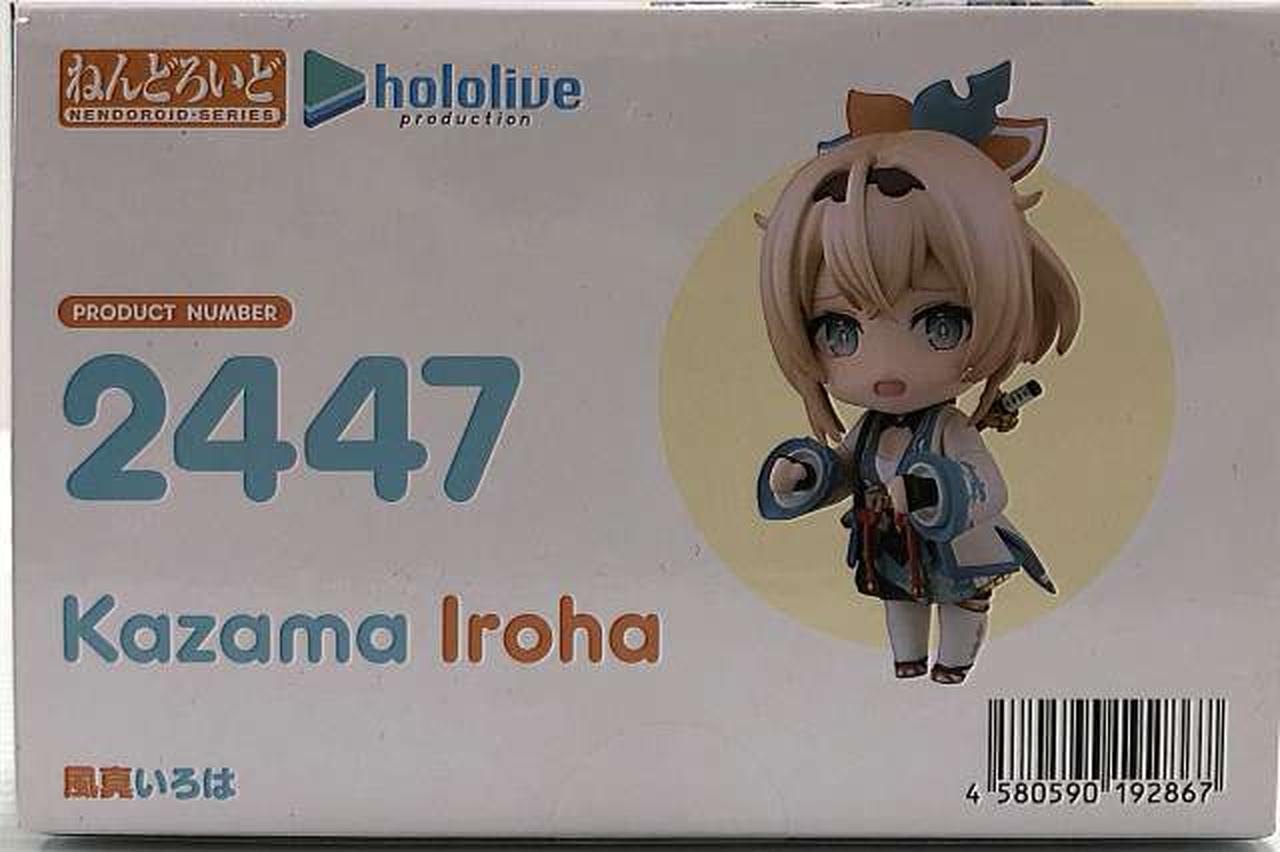 ねんどろいど
NENDOROID·SERIES
hololive
production
PRODUCT NUMBER
2447
Kazama Iroha
風真いろは
4 580590 192867